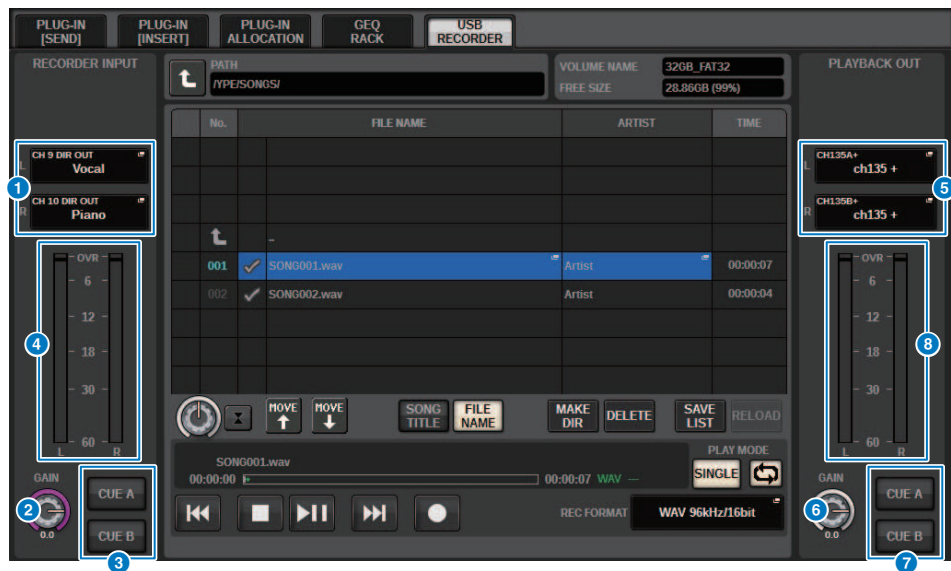 PLUG-IN [SEND]
PLUG-IN [INSERT]
PLUG-IN ALLOCATION
GEQ RACK
USB RECORDER
RECORDER INPUT
PATH
/YPE/SONGS/
VOLUME NAME 32GB_FAT32
FREE SIZE 28.86GB (99%)
PLAYBACK OUT
No. FILE NAME ARTIST TIME
CH 9 DIR OUT
L Vocal
CH 10 DIR OUT
R Piano
1
CH135A+
L ch135 +
CH135B+
R ch135 +
5
001 SONG001.wav Artist 00:00:07
002 SONG002.wav Artist 00:00:04
OVR
6
12
18
30
60
L R
4
OVR
6
12
18
30
60
L R
8
MOVE
MOVE
SONG TITLE
FILE NAME
MAKE DIR
DELETE
SAVE LIST
RELOAD
SONG001.wav
00:00:00 00:00:07 WAV ---
PLAY MODE
SINGLE
REC FORMAT WAV 96kHz/16bit
GAIN
2
0.0
CUE A
CUE B
3
GAIN
6
0.0
CUE A
CUE B
7